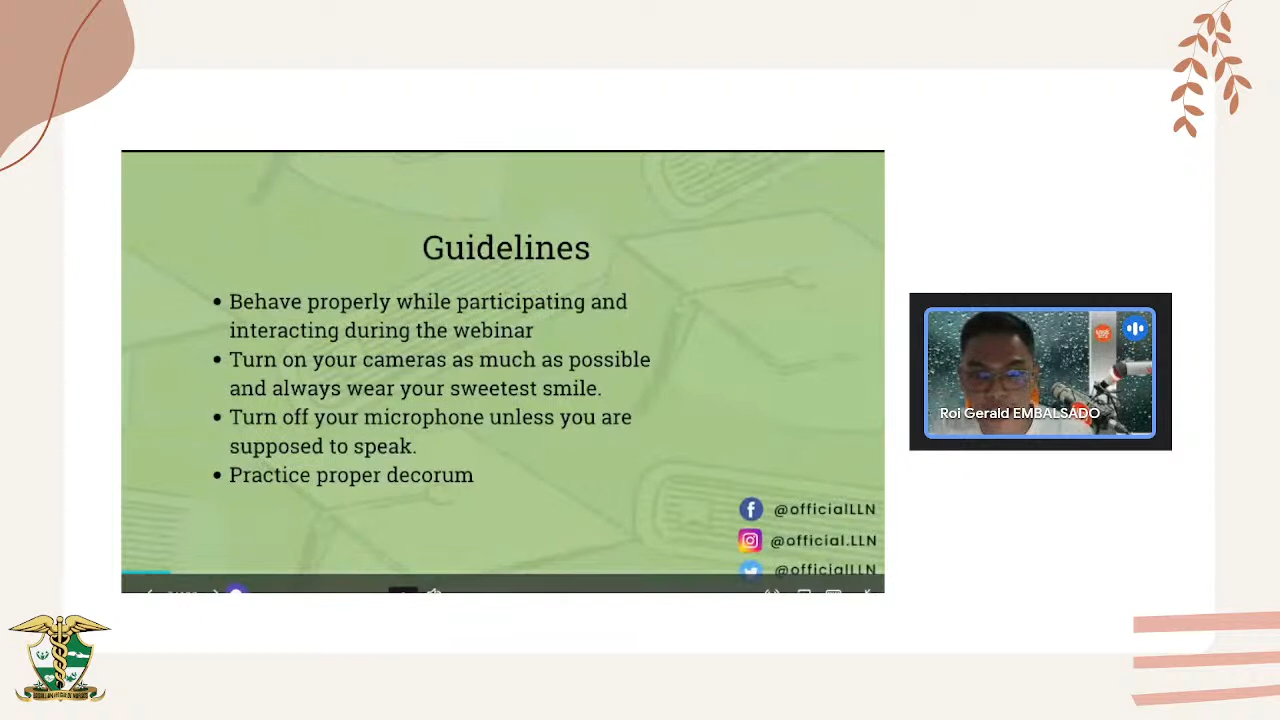 Guidelines
Behave properly while participating and
interacting during the webinar
Turn on your cameras as much as possible
and always wear your sweetest smile.
Turn off your microphone unless you are
supposed to speak.
Practice proper decorum
@officialLLN
@official.LLN
@officialLLN
Roi Gerald EMBALSADO